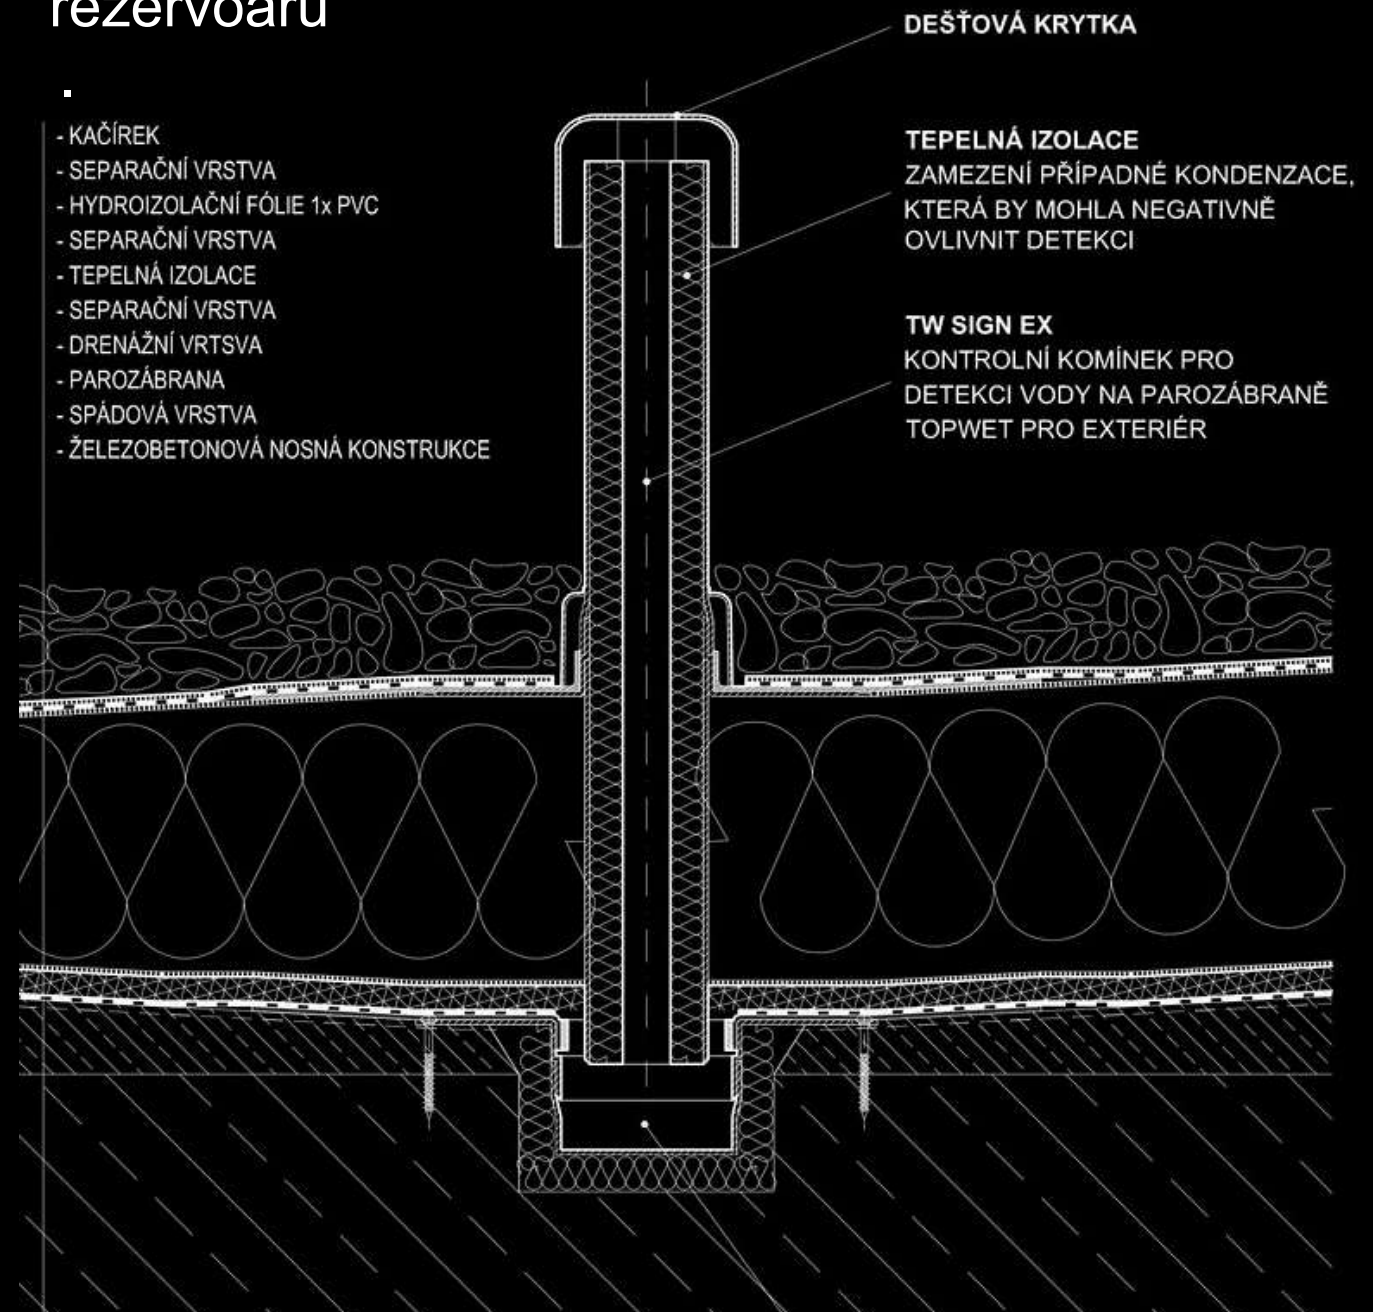 rezervoáru
- KAČÍREK
- SEPARAČNÍ VRSTVA
- HYDROIZOLAČNÍ FÓLIE 1x PVC
- SEPARAČNÍ VRSTVA
- TEPELNÁ IZOLACE
- SEPARAČNÍ VRSTVA
- DRENÁŽNÍ VRTSVA
- PAROZÁBRANA
- SPÁDOVÁ VRSTVA
- ŽELEZOBETONOVÁ NOSNÁ KONSTRUKCE
DEŠŤOVÁ KRYTKA
TEPELNÁ IZOLACE
ZAMEZENÍ PŘÍPADNÉ KONDENZACE,
KTERÁ BY MOHLA NEGATIVNĚ
OVLIVNIT DETEKCI
TW SIGN EX
KONTROLNÍ KOMÍNEK PRO
DETEKCI VODY NA PAROZÁBRANĚ
TOPWET PRO EXTERIÉR